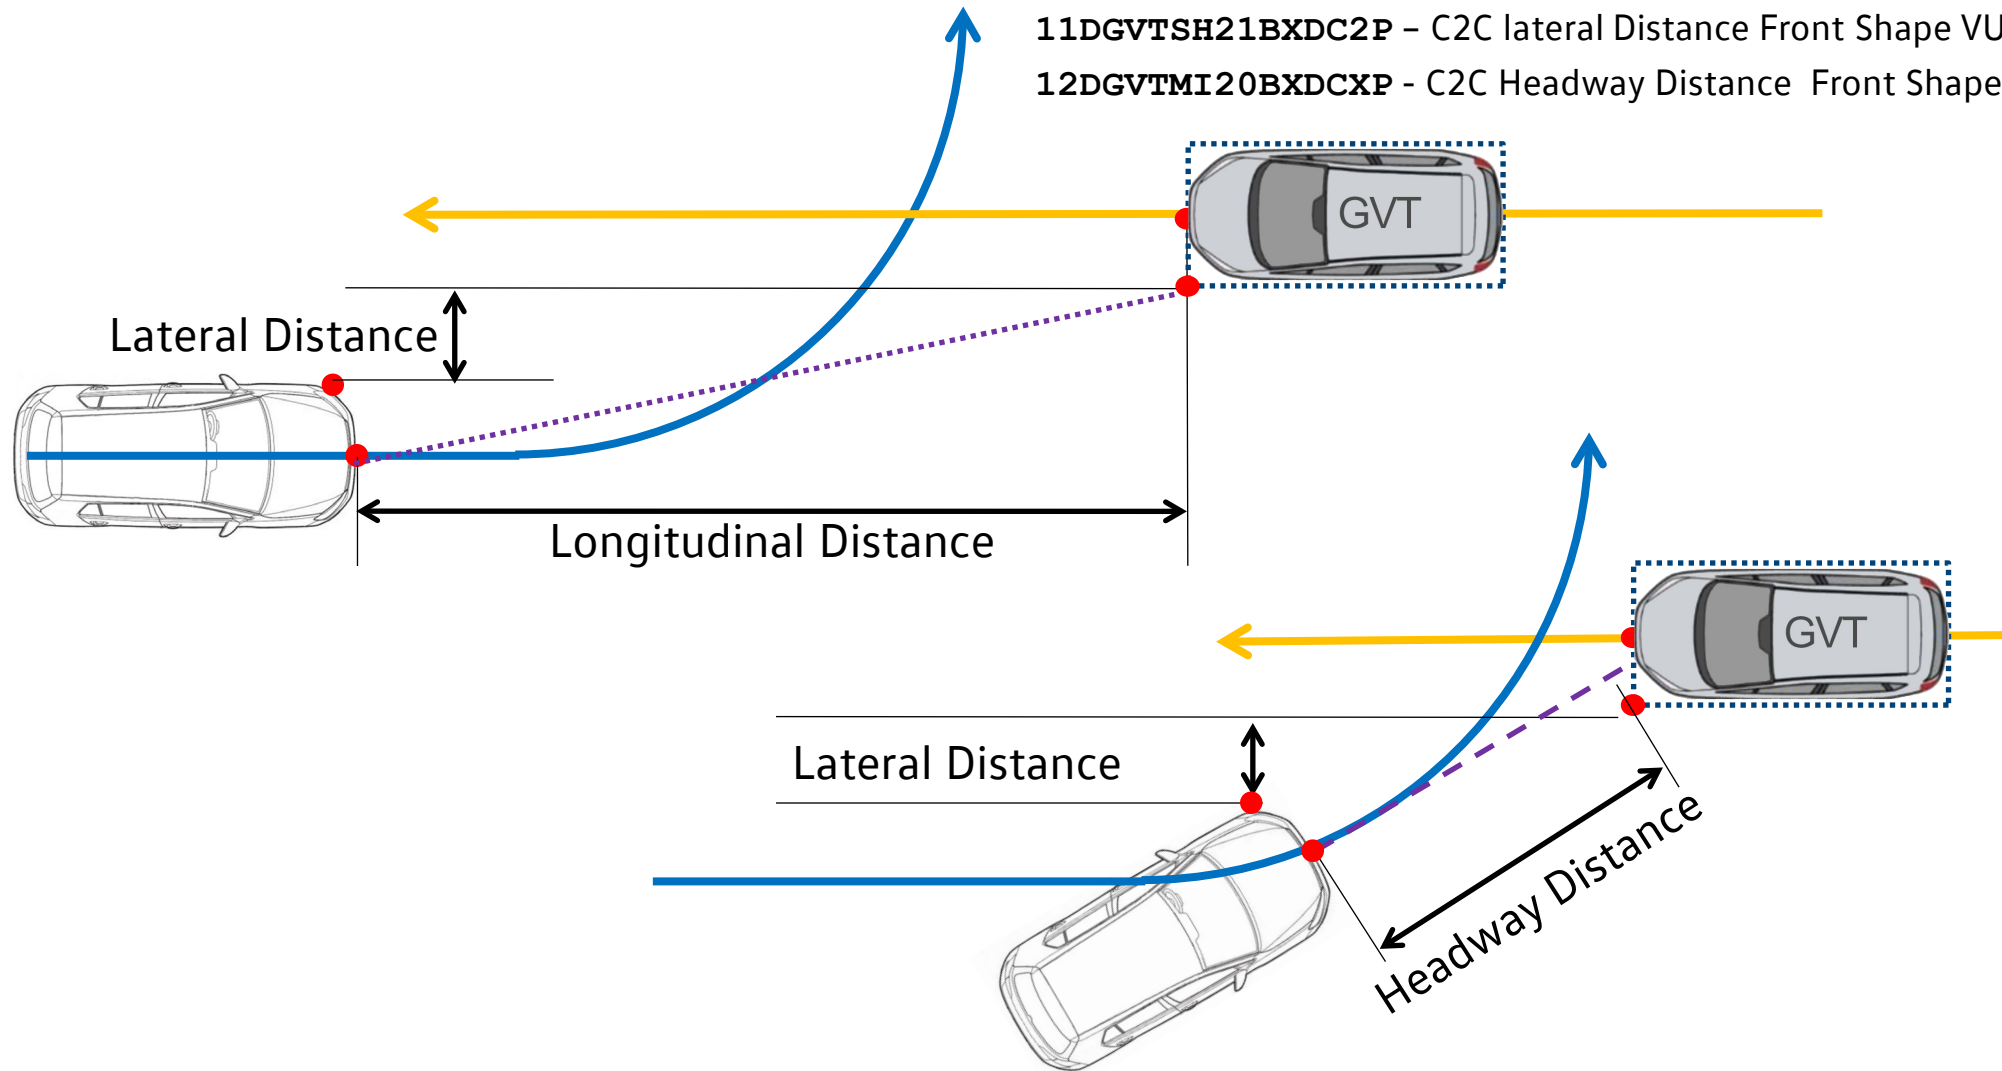 11DGVTSH21BXDC2P – C2C lateral Distance Front Shape VU
12DGVTMI20BXDCXP - C2C Headway Distance Front Shape
GVT
Lateral Distance
Longitudinal Distance
GVT
Lateral Distance
Headway Distance